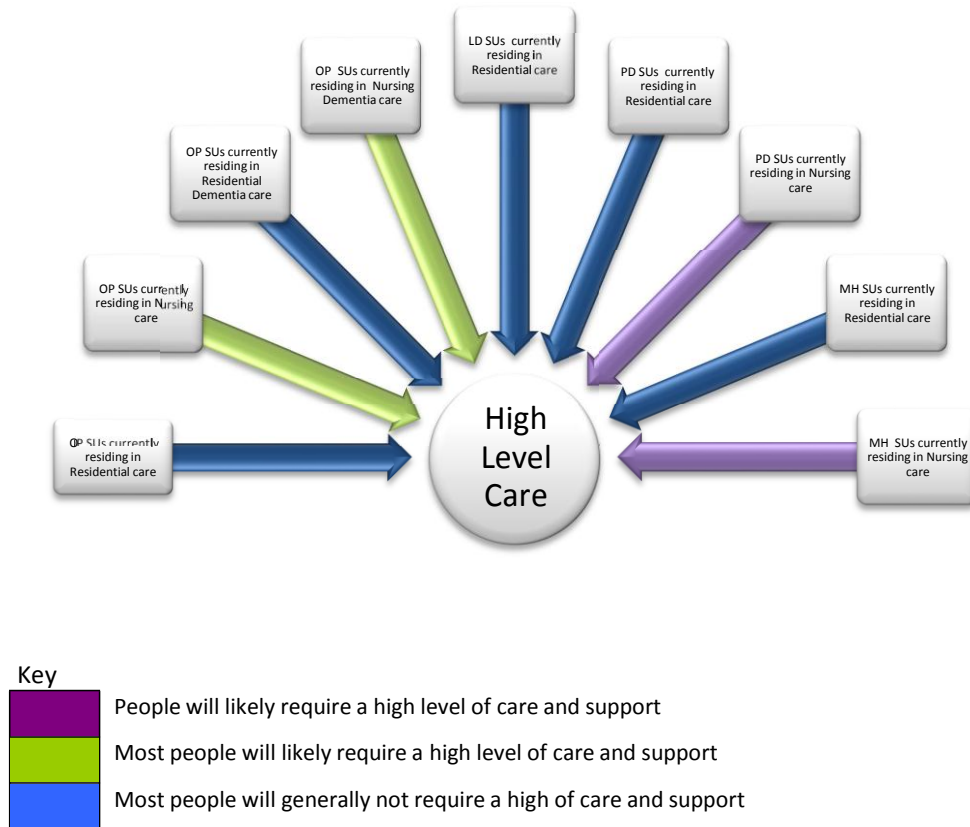 LD SUs currently
residing in
Residential care
OP SUs currently
residing in Nursing
Dementia care
PD SUs currently
residing in
Residential care
OP SUs currently
residing in
Residential
Dementia care
PD SUs currently
residing in Nursing
care
OP SUs currently
residing in Nursing
care
MH SUs currently
residing in
Residential care
OP SUs currently
residing in
Residential care
High
Level
Care
MH SUs currently
residing in Nursing
care
Key
People will likely require a high level of care and support
Most people will likely require a high level of care and support
Most people will generally not require a high of care and support